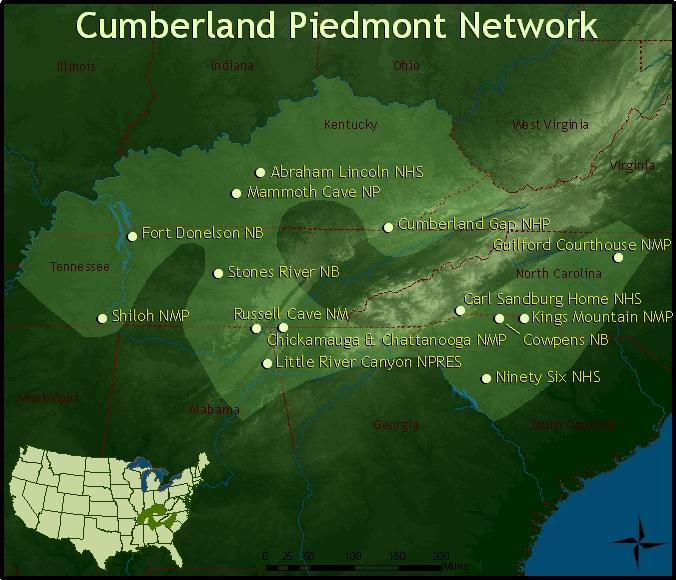 Cumberland Piedmont Network
Illinois
Indiana
Ohio
Kentucky
West Virginia
Virginia
Abraham Lincoln NHS
Mammoth Cave NP
Cumberland Gap NHP
Fort Donelson NB
Guilford Courthouse NMP
Tennessee
Stones River NB
North Carolina
Carl Sandburg Home NHS
Shiloh NMP
Russell Cave NM
Kings Mountain NMP
Chickamauga & Chattanooga NMP
Cowpens NB
Little River Canyon NPRES
Ninety Six NHS
Mississippi
Alabama
Georgia
South Carolina
0 25 50 100 150 200
Miles